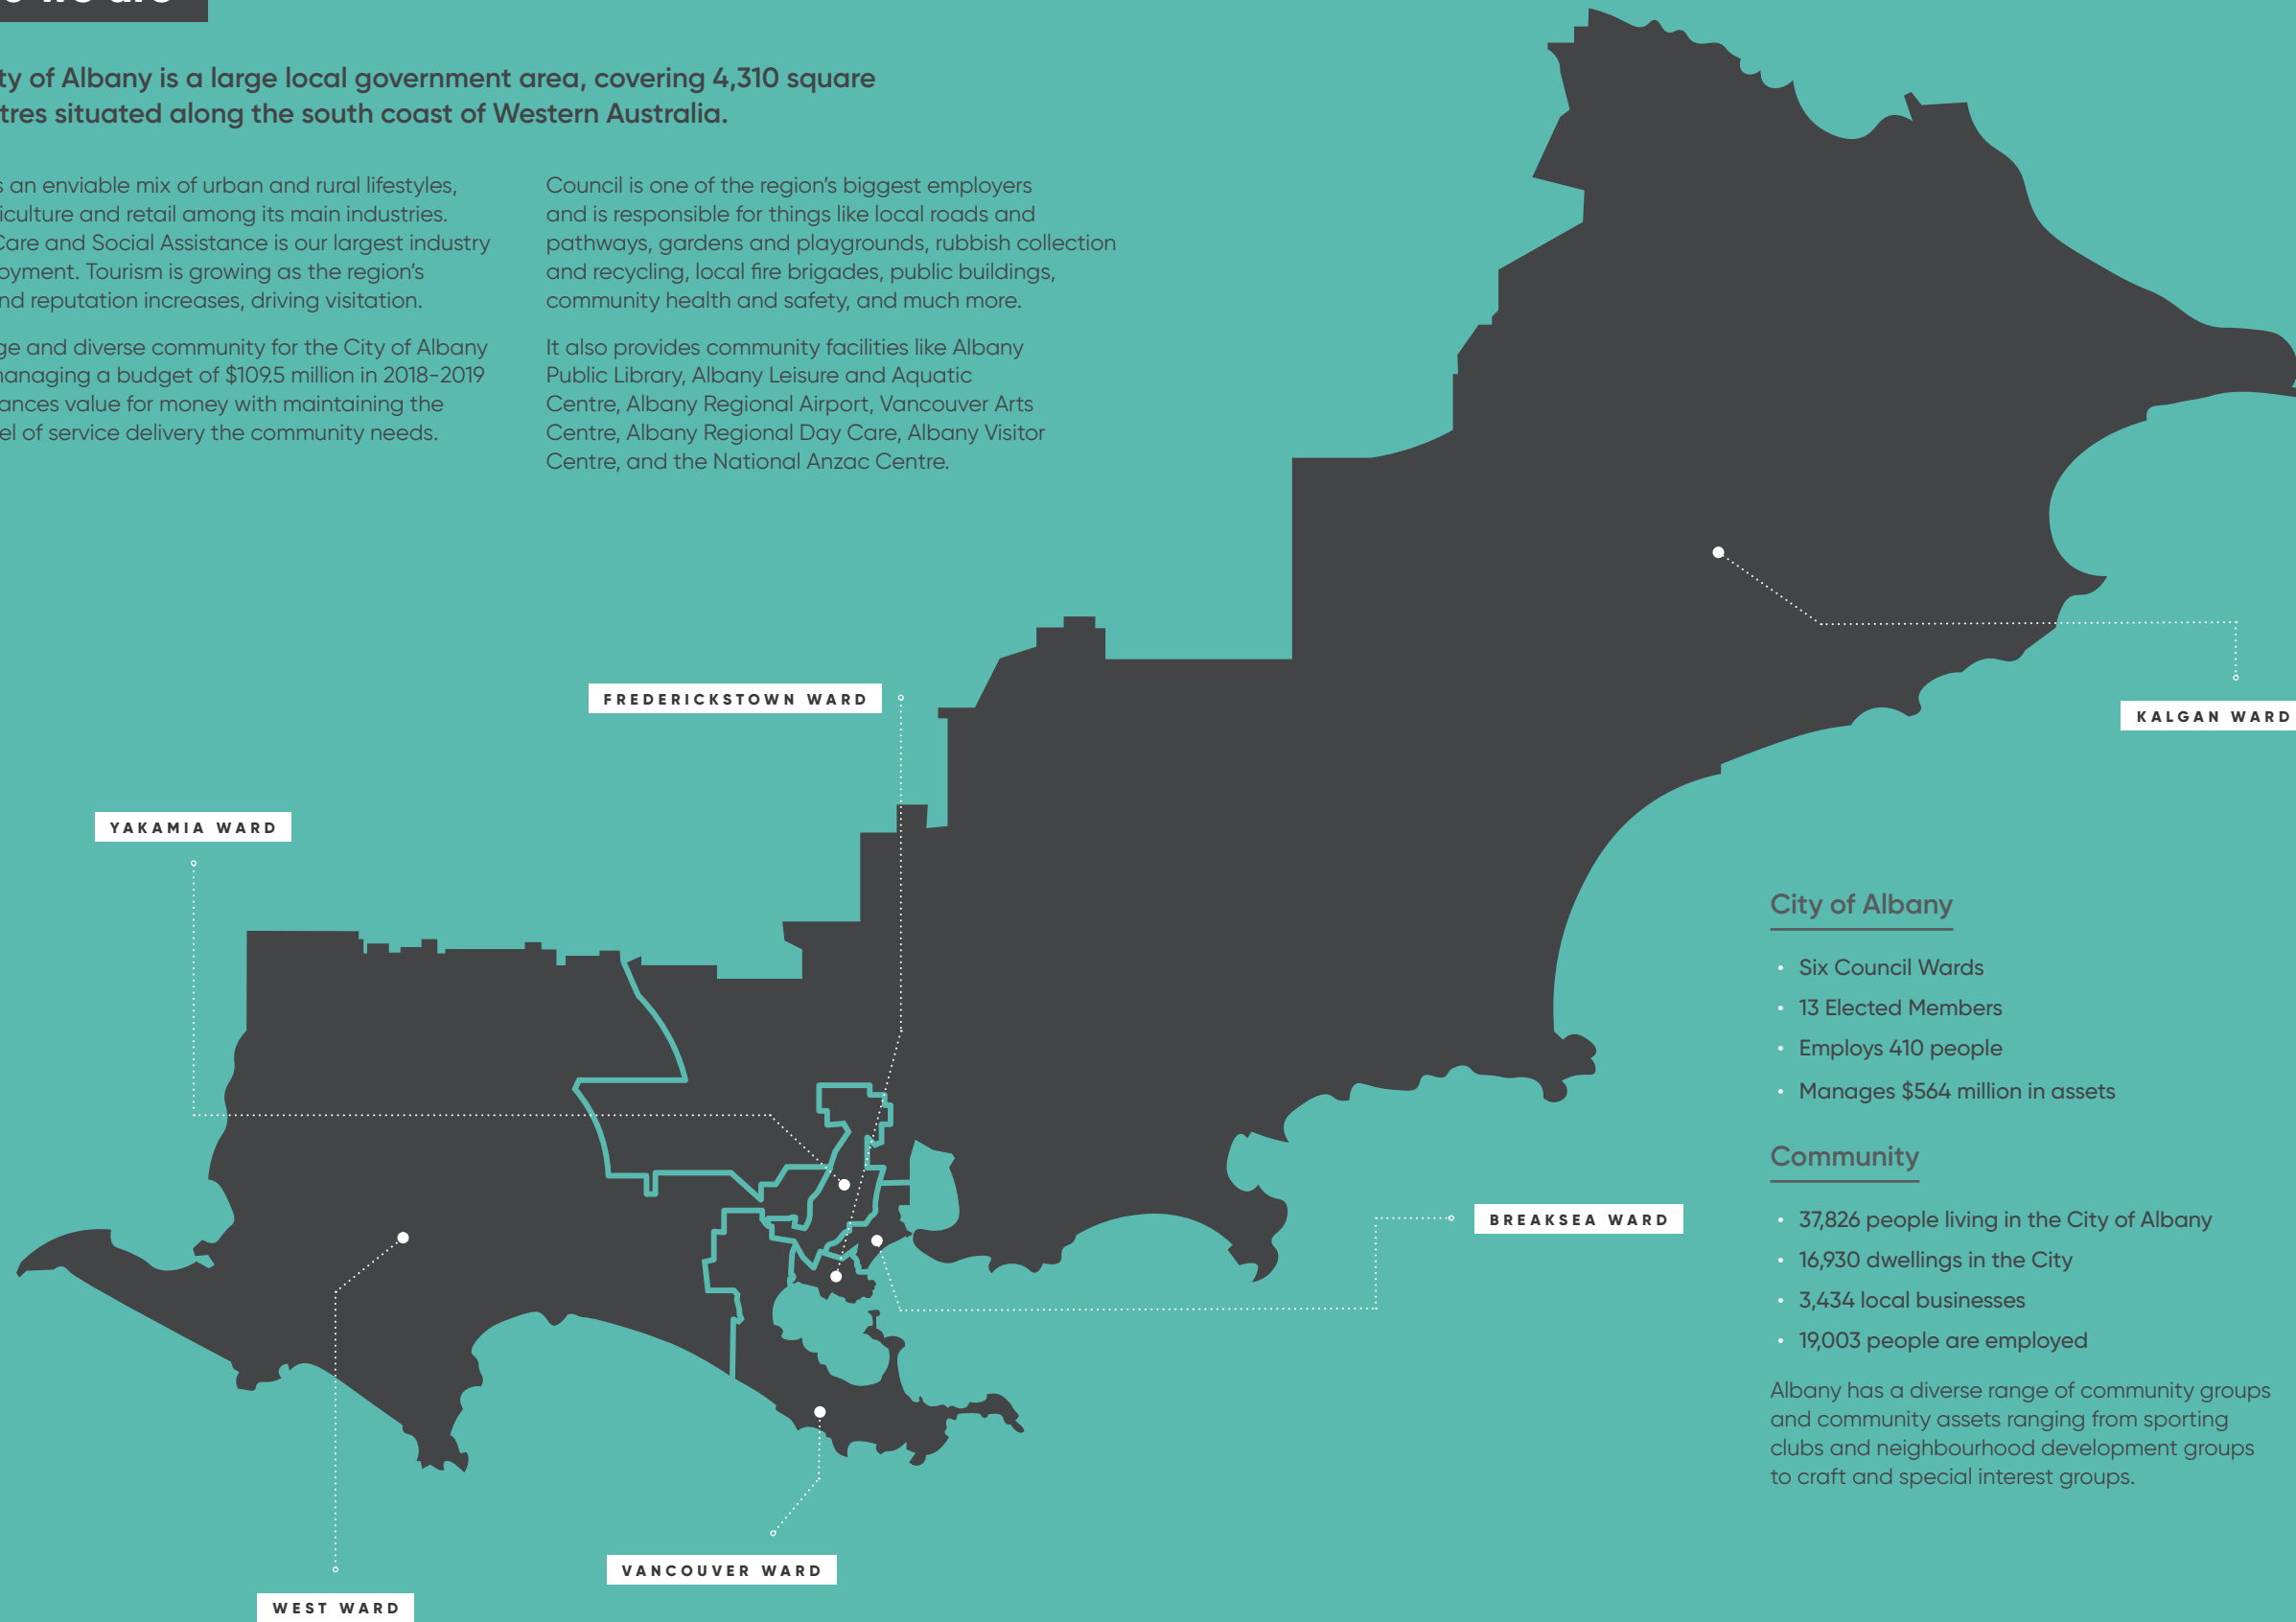 we are
ty of Albany is a large local government area, covering 4,310 square
tres situated along the south coast of Western Australia.
s an enviable mix of urban and rural lifestyles,
iculture and retail among its main industries.
Care and Social Assistance is our largest industry
oyment. Tourism is growing as the region's
nd reputation increases, driving visitation.
ge and diverse community for the City of Albany
managing a budget of $109.5 million in 2018-2019
ances value for money with maintaining the
el of service delivery the community needs.
Council is one of the region's biggest employers
and is responsible for things like local roads and
pathways, gardens and playgrounds, rubbish collection
and recycling, local fire brigades, public buildings,
community health and safety, and much more.
It also provides community facilities like Albany
Public Library, Albany Leisure and Aquatic
Centre, Albany Regional Airport, Vancouver Arts
Centre, Albany Regional Day Care, Albany Visitor
Centre, and the National Anzac Centre.
FREDERICKSTOWN WARD
KALGAN WARD
YAKAMIA WARD
BREAKSEA WARD
VANCOUVER WARD
WEST WARD
City of Albany
• Six Council Wards
• 13 Elected Members
• Employs 410 people
• Manages $564 million in assets
Community
• 37,826 people living in the City of Albany
• 16,930 dwellings in the City
• 3,434 local businesses
• 19,003 people are employed
Albany has a diverse range of community groups
and community assets ranging from sporting
clubs and neighbourhood development groups
to craft and special interest groups.